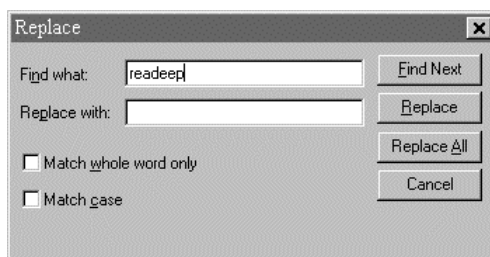 Replace
Find what: readeep Find Next
Replace with: Replace
Replace All
Match whole word only
Cancel
Match case